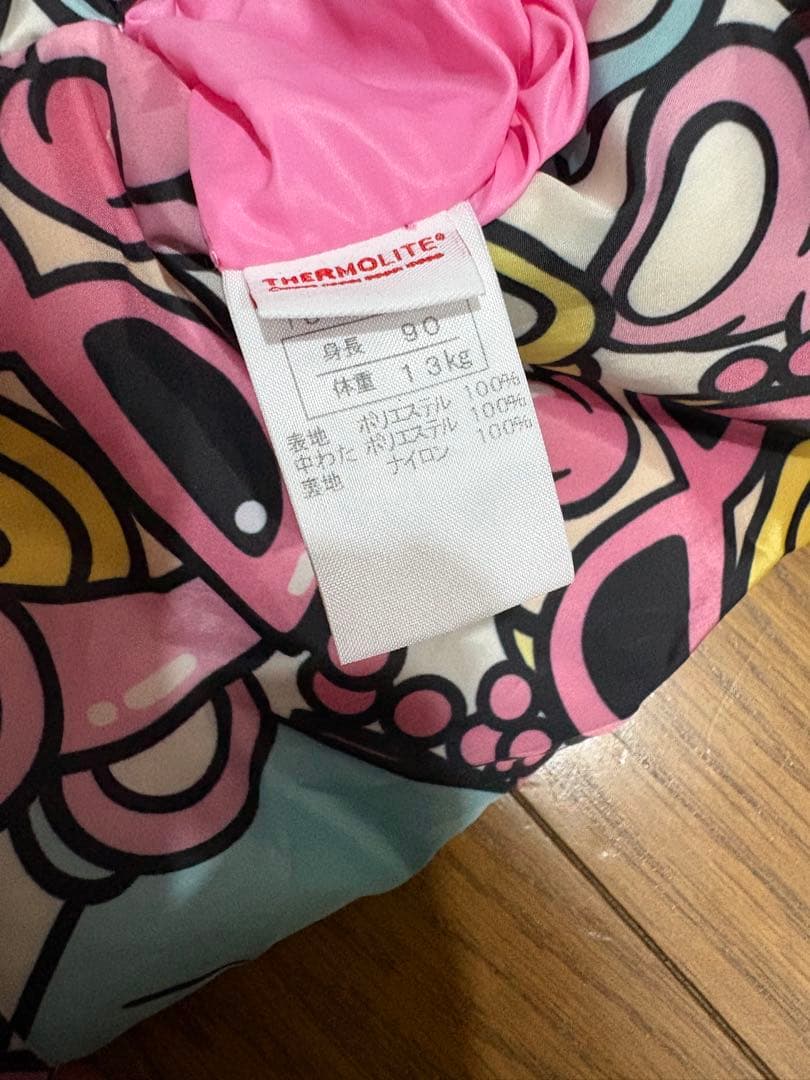 THERMOLITE®
身長 90
体重 13kg
表地 ポリエステル 100%
中わた ポリエステル 100%
裏地 ナイロン 100%